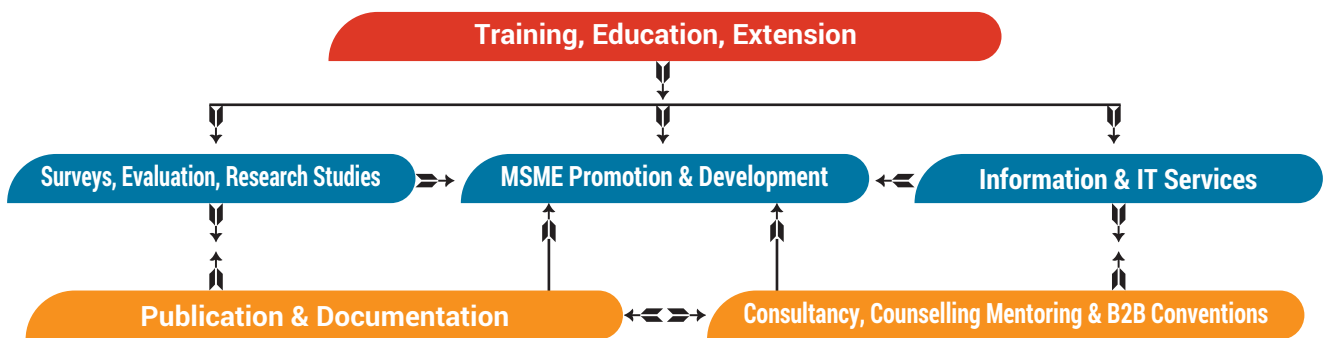 Training, Education, Extension
Surveys, Evaluation, Research Studies
MSME Promotion & Development
Information & IT Services
Publication & Documentation
Consultancy, Counselling Mentoring & B2B Conventions